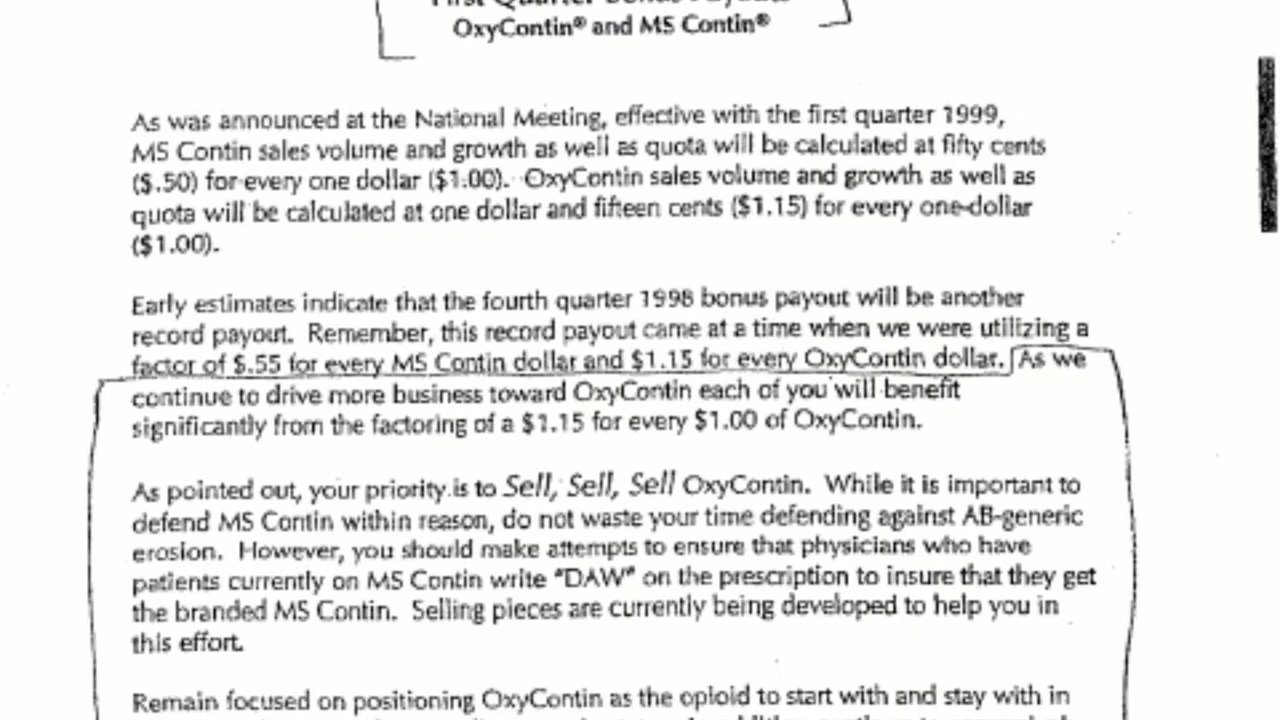 First Quarter Bonus Payouts
OxyContin® and MS Contin®
As was announced at the National Meeting, effective with the first quarter 1999,
MS Contin sales volume and growth as well as quota will be calculated at fifty cents
($.50) for every one dollar ($1.00). OxyContin sales volume and growth as well as
quota will be calculated at one dollar and fifteen cents ($1.15) for every one dollar
($1.00).
Early estimates indicate that the fourth quarter 1998 bonus payout will be another
record payout. Remember, this record payout came at a time when we were utilizing a
factor of $.55 for every MS Contin dollar and $1.15 for every OxyContin dollar. As we
continue to drive more business toward OxyContin each of you will benefit
significantly from the factoring of a $1.15 for every $1.00 of OxyContin.
As pointed out, your priority is to Sell, Sell, Sell OxyContin. While it is important to
defend MS Contin within reason, do not waste your time defending against AB-generic
erosion. However, you should make attempts to ensure that physicians who have
patients currently on MS Contin write "DAW" on the prescription to insure that they get
the branded MS Contin. Selling pieces are currently being developed to help you in
this effort.
Remain focused on positioning OxyContin as the opioid to start with and stay with in